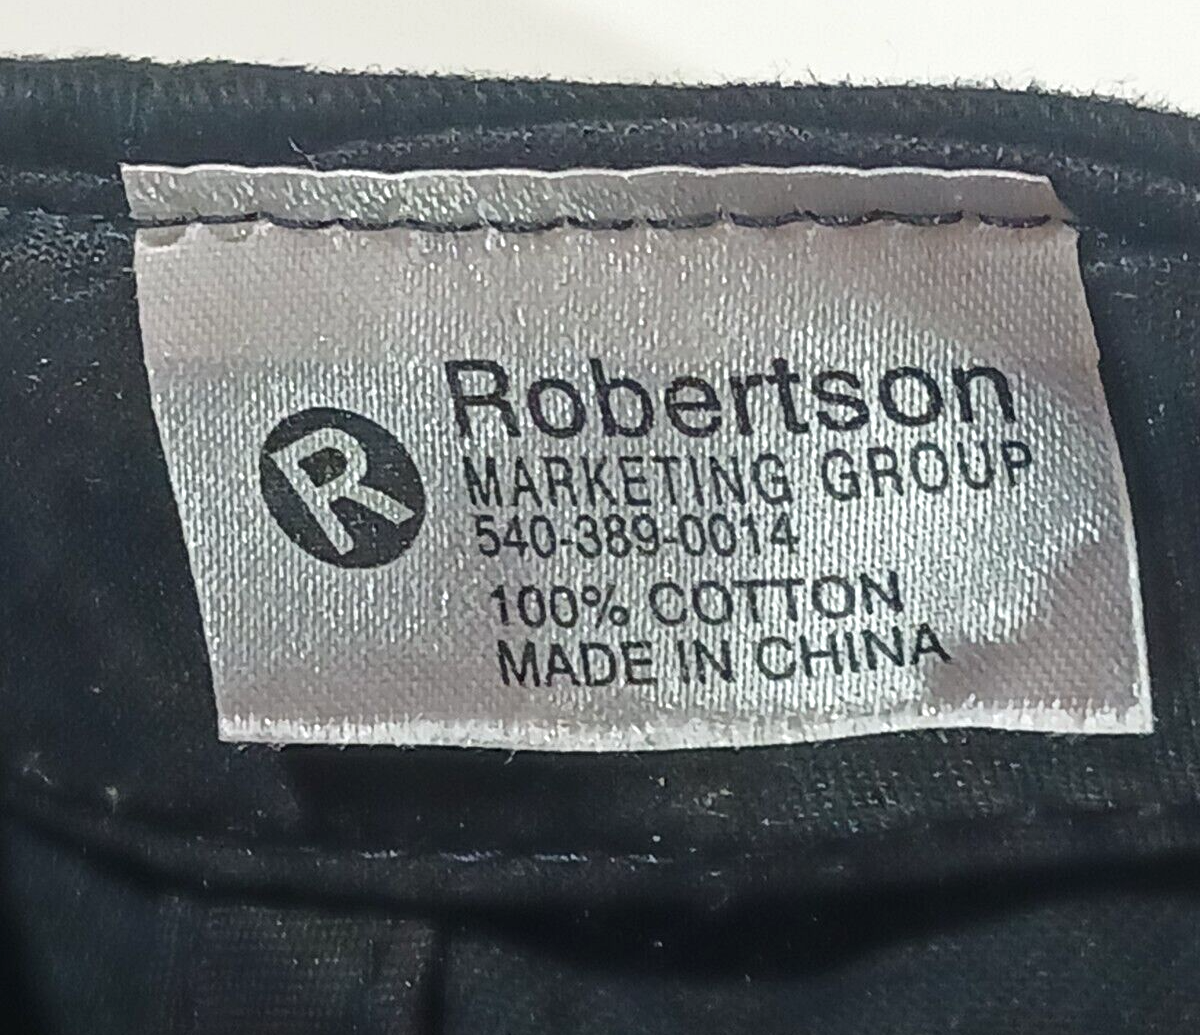 R
Robertson
MARKETING GROUP
540-389-0014
100% COTTON
MADE IN CHINA